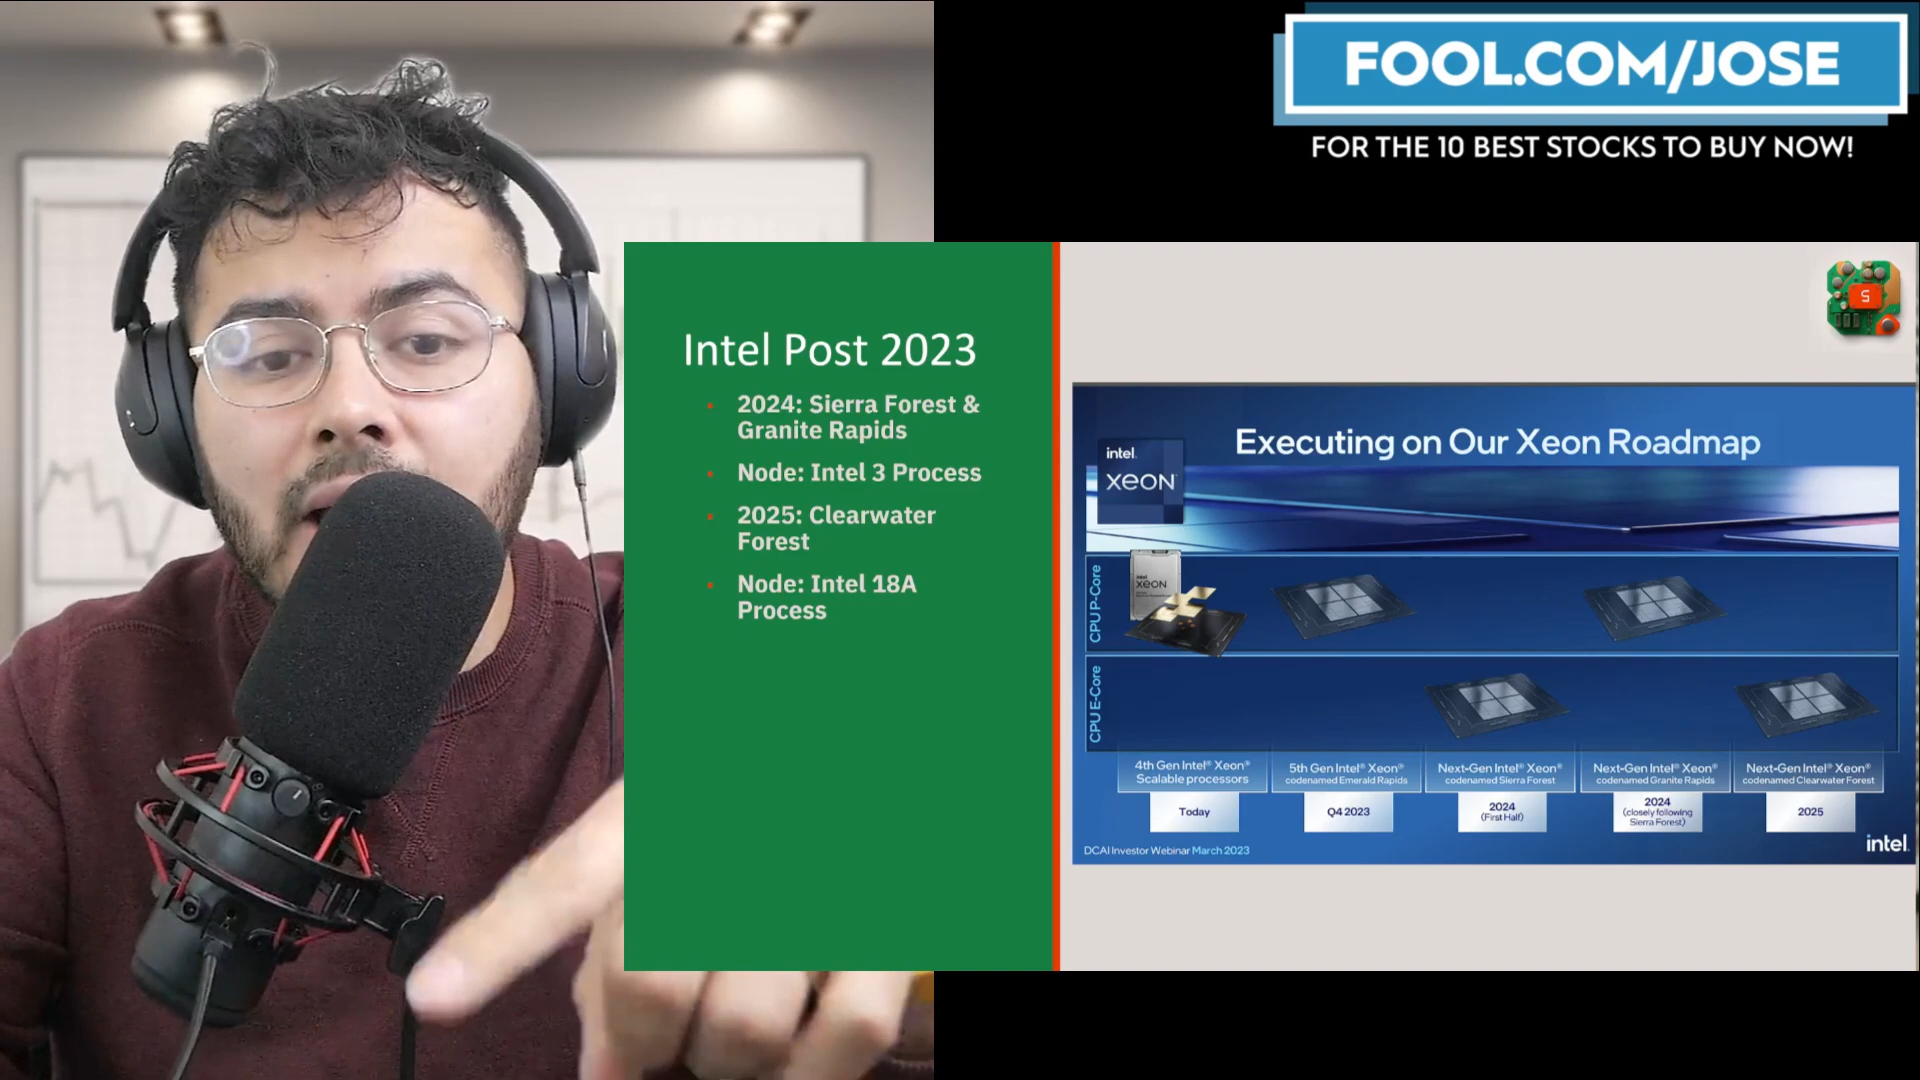 FOOL.COM/JOSE
FOR THE 10 BEST STOCKS TO BUY NOW!
Intel Post 2023
• 2024: Sierra Forest &
Granite Rapids
• Node: Intel 3 Process
• 2025: Clearwater
Forest
• Node: Intel 18A
Process
S
intel
xeon
Executing on Our Xeon Roadmap
CPU P-Core
intel
xeon
CPU E-Core
4th Gen Intel® Xeon®
Scalable processors
Today
5th Gen Intel® Xeon®
codenamed Emerald Rapids
Q4 2023
Next-Gen Intel® Xeon®
codenamed Sierra Forest
2024
(First Half)
Next-Gen Intel® Xeon®
codenamed Granite Rapids
2024
(closely following
Sierra Forest)
Next-Gen Intel® Xeon®
codenamed Clearwater Forest
2025
DCAI Investor Webinar March 2023
intel.